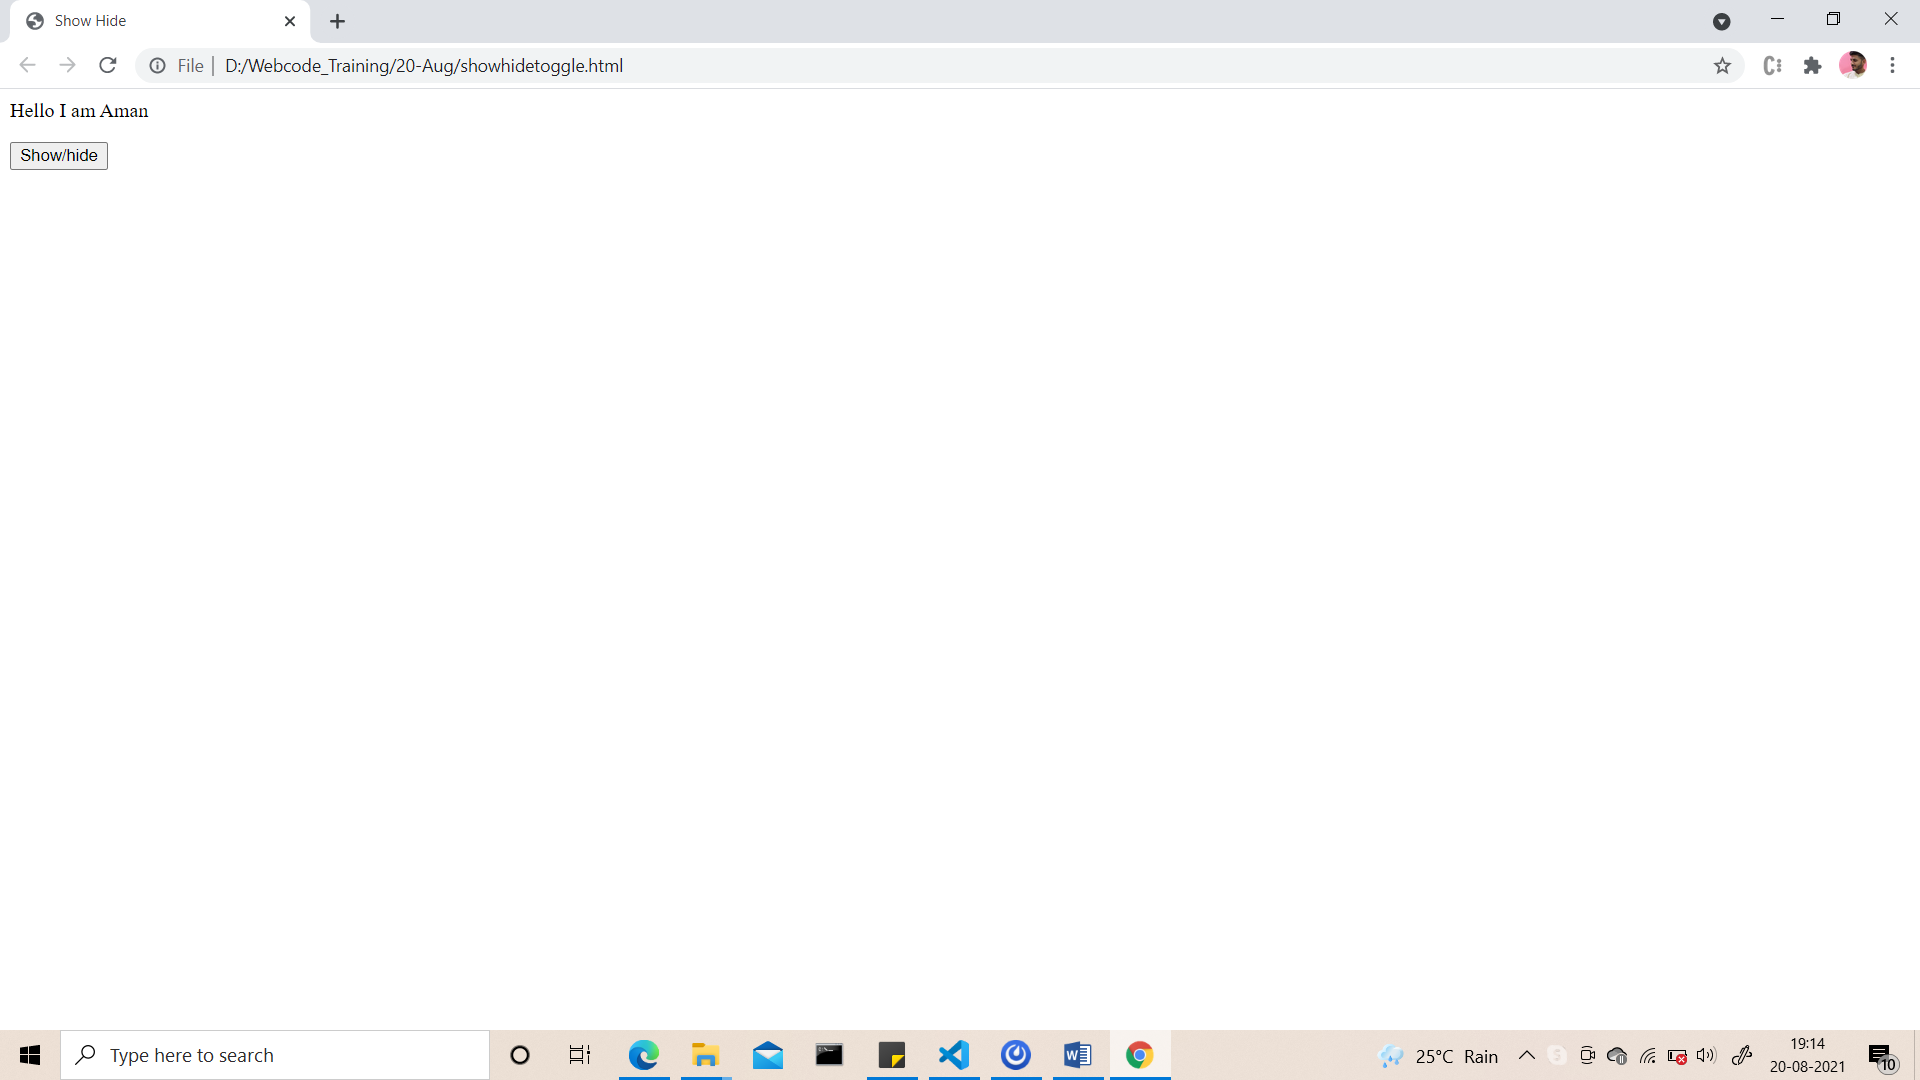 Show Hide
File
D:/Webcode_Training/20-Aug/showhidetoggle.html
Hello I am Aman
Show/hide
Type here to search
25°C Rain
19:14
20-08-2021
10